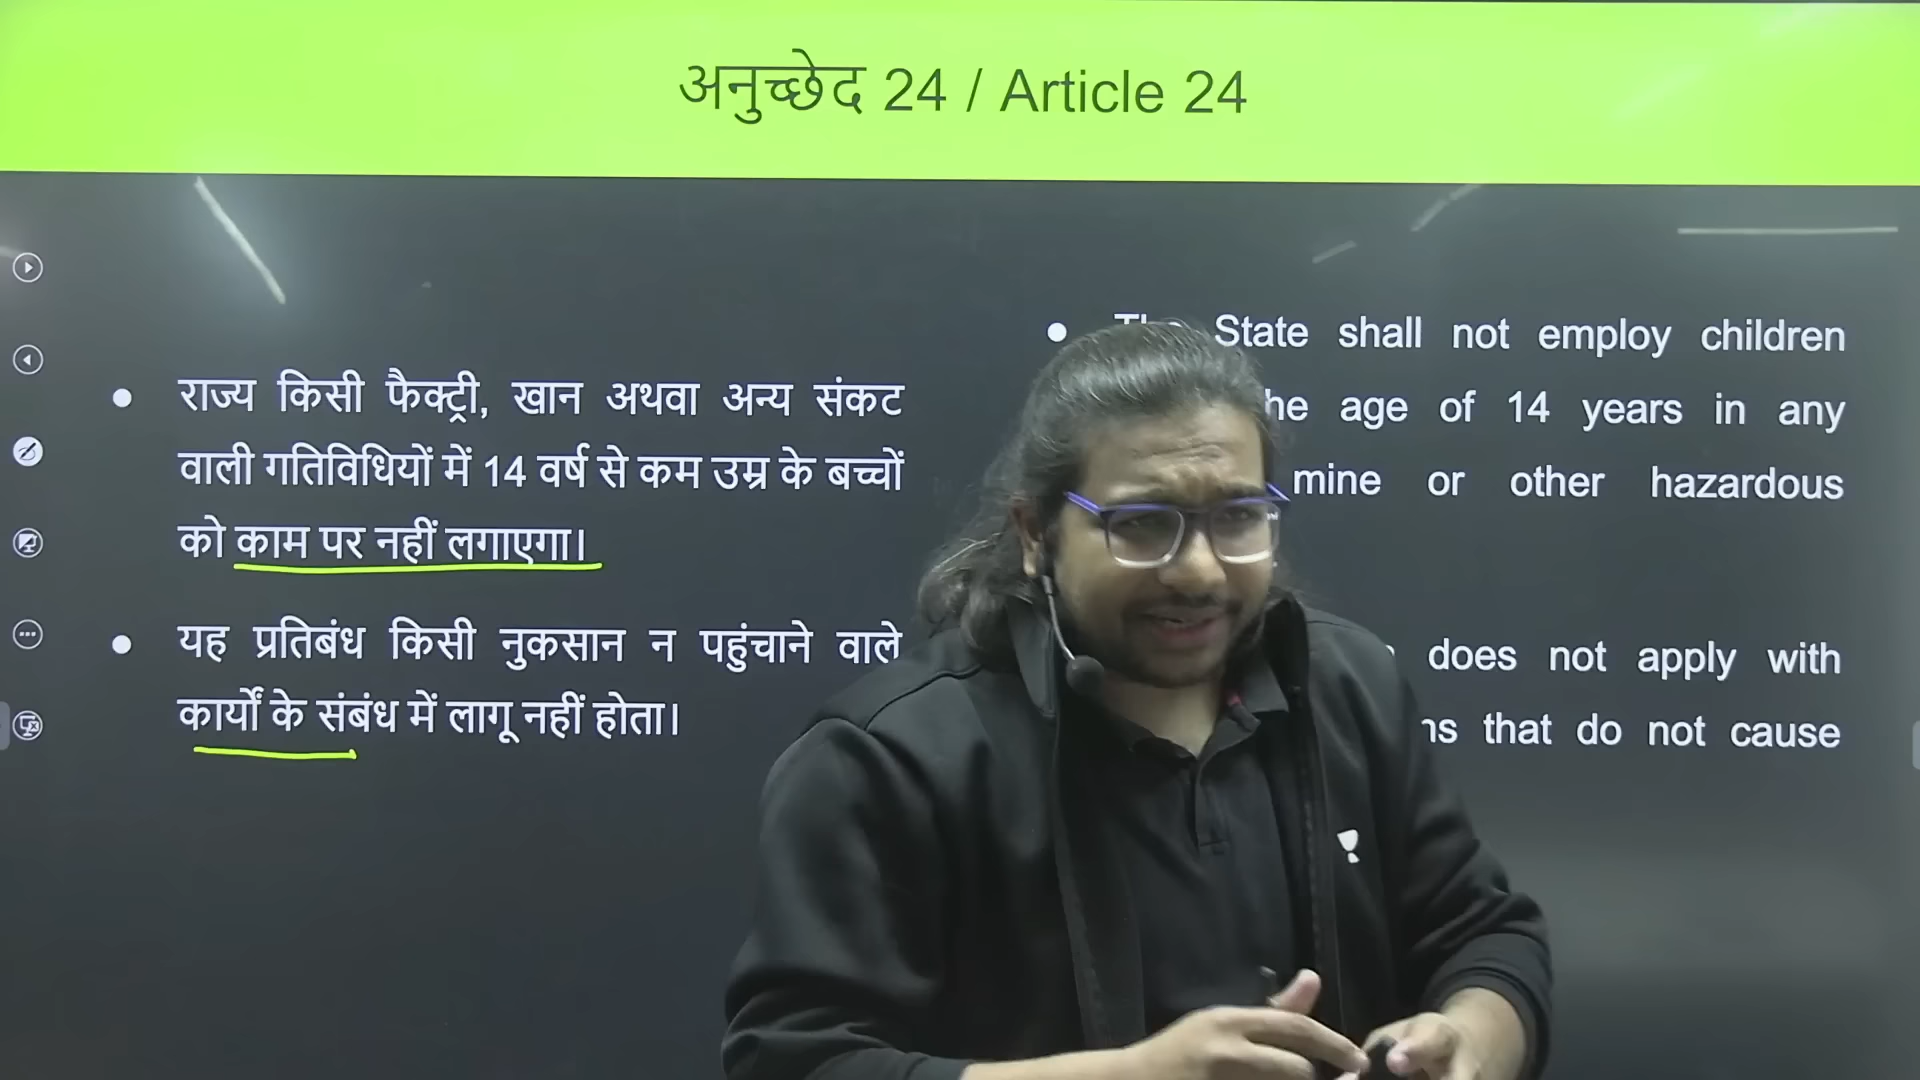 अनुच्छेद 24 / Article 24
राज्य किसी फैक्ट्री, खान अथवा अन्य संकट
वाली गतिविधियों में 14 वर्ष से कम उम्र के बच्चों
को काम पर नहीं लगाएगा।
यह प्रतिबंध किसी नुकसान न पहुंचाने वाले
कार्यों के संबंध में लागू नहीं होता।
State shall not employ children
age of 14 years in any
mine or other hazardous
does not apply with
that do not cause